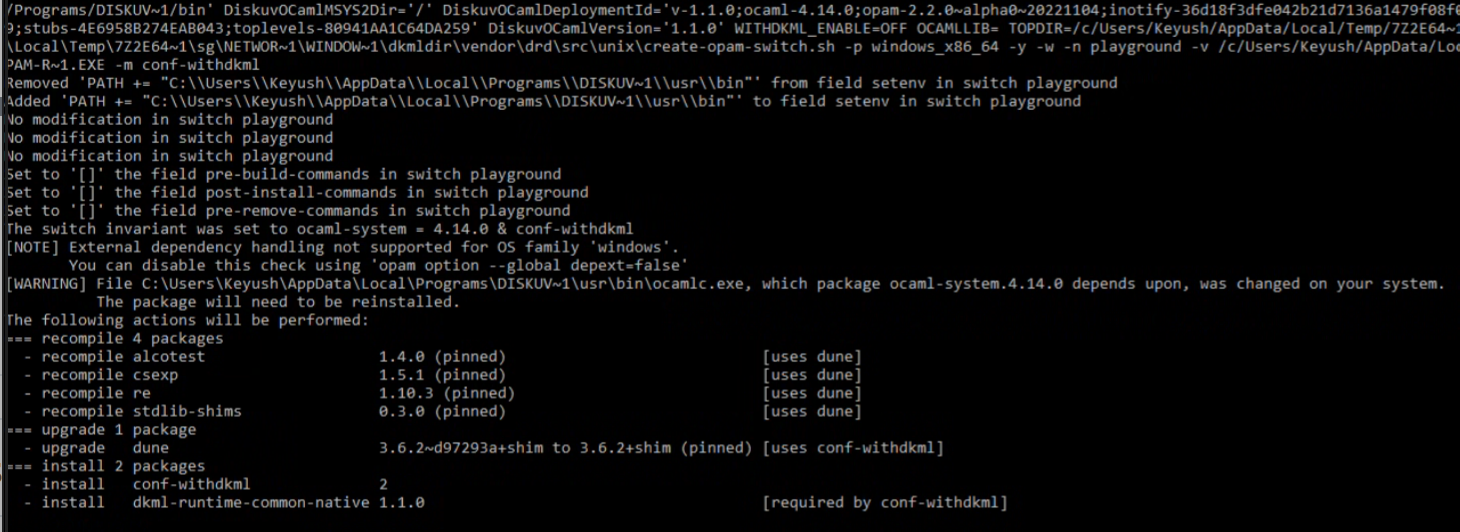 /Programs/DISKUV~1/bin' DiskuvOCamlMSYS2Dir='/' DiskuvOCamlDeploymentId='v-1.1.0;ocaml-4.14.0;opam-2.2.0~alpha0~20221104;inotify-36d18f3dfe042b21d7136a1479f08f0
9;stubs-4E6958B274EAB043;toplevels-80941AA1C64DA259' DiskuvOCamlVersion='1.1.0' WITHDKML_ENABLE=OFF OCAMLLIB= TOPDIR=/c/Users/Keyush/AppData/Local/Temp/7Z2E64~1
\Local\Temp\7Z2E64~1\sg\NETWOR~1\WINDOW~1\dkmldir\vendor\drd\src\unix\create-opam-switch.sh -p windows_x86_64 -y -w -n playground -v /c/Users/Keyush/AppData/Loc
PAM-R~1.EXE -m conf-withdkml
Removed 'PATH += "C:\\Users\\Keyush\\AppData\\Local\\Programs\\DISKUV~1\\usr\\bin"' from field setenv in switch playground
Added 'PATH += "C:\\Users\\Keyush\\AppData\\Local\\Programs\\DISKUV~1\\usr\\bin"' to field setenv in switch playground
No modification in switch playground
No modification in switch playground
No modification in switch playground
Set to '[]' the field pre-build-commands in switch playground
Set to '[]' the field post-install-commands in switch playground
Set to '[]' the field pre-remove-commands in switch playground
The switch invariant was set to ocaml-system = 4.14.0 & conf-withdkml
[NOTE] External dependency handling not supported for OS family 'windows'.
You can disable this check using 'opam option --global depext=false'
[WARNING] File C:\Users\Keyush\AppData\Local\Programs\DISKUV~1\usr\bin\ocamlc.exe, which package ocaml-system.4.14.0 depends upon, was changed on your system.
The package will need to be reinstalled.
The following actions will be performed:
=== recompile 4 packages
- recompile alcotest 1.4.0 (pinned) [uses dune]
- recompile csexp 1.5.1 (pinned) [uses dune]
- recompile re 1.10.3 (pinned) [uses dune]
- recompile stdlib-shims 0.3.0 (pinned) [uses dune]
=== upgrade 1 package
- upgrade dune 3.6.2~d97293a+shim to 3.6.2+shim (pinned) [uses conf-withdkml]
=== install 2 packages
- install conf-withdkml 2
- install dkml-runtime-common-native 1.1.0 [required by conf-withdkml]